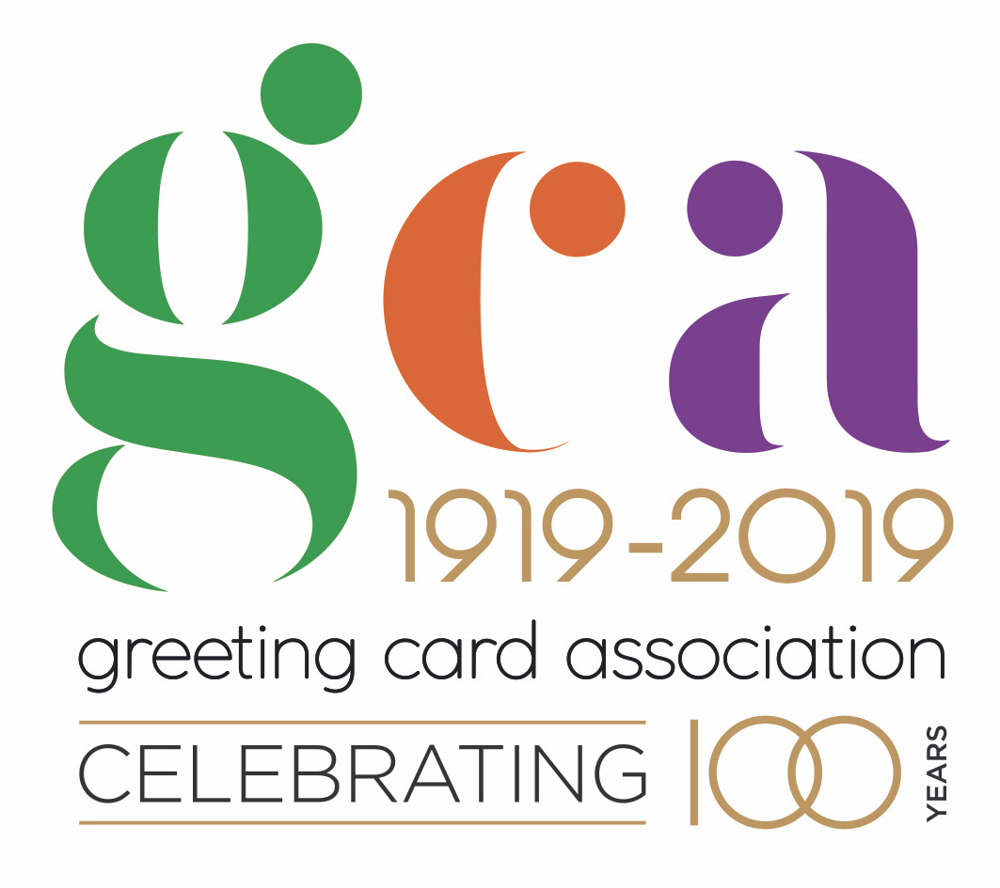 gca
1919-2019
greeting card association
CELEBRATING 100 YEARS